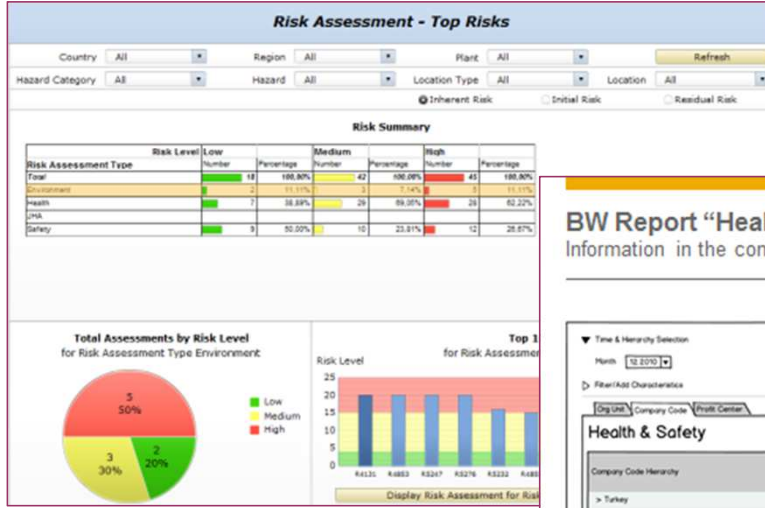 Risk Assessment - Top Risks
Country All Region All Plant All Refresh
Hazard Category All Hazard All Location Type All Location All
Inherent Risk Initial Risk Residual Risk
Risk Summary
Risk Level Low Medium High
Risk Assessment Type Number Percentage Number Percentage Number Percentage
Total 18 100,00% 42 100,00% 45 100,00%
Environment 2 11,11% 3 7,14% 5 11,11%
Health 7 38,89% 29 69,05% 28 62,22%
JHA
Safety 9 50,00% 10 23,81% 12 26,67%
Total Assessments by Risk Level
for Risk Assessment Type Environment
5
50%
3
30%
2
20%
Low
Medium
High
Top 1
for Risk Assessmen
Risk Level
25
20
15
10
5
0
R4131 R4853 R5247 R5276 R5232
Display Risk Assessment for Risk
BW Report “Heal
Information in the con
Time & Hierarchy Selection
Month 12.2010
Filter/Add Characteristics
Org Unit Company Code Profit Center
Health & Safety
Company Code Hierarchy
> Turkey